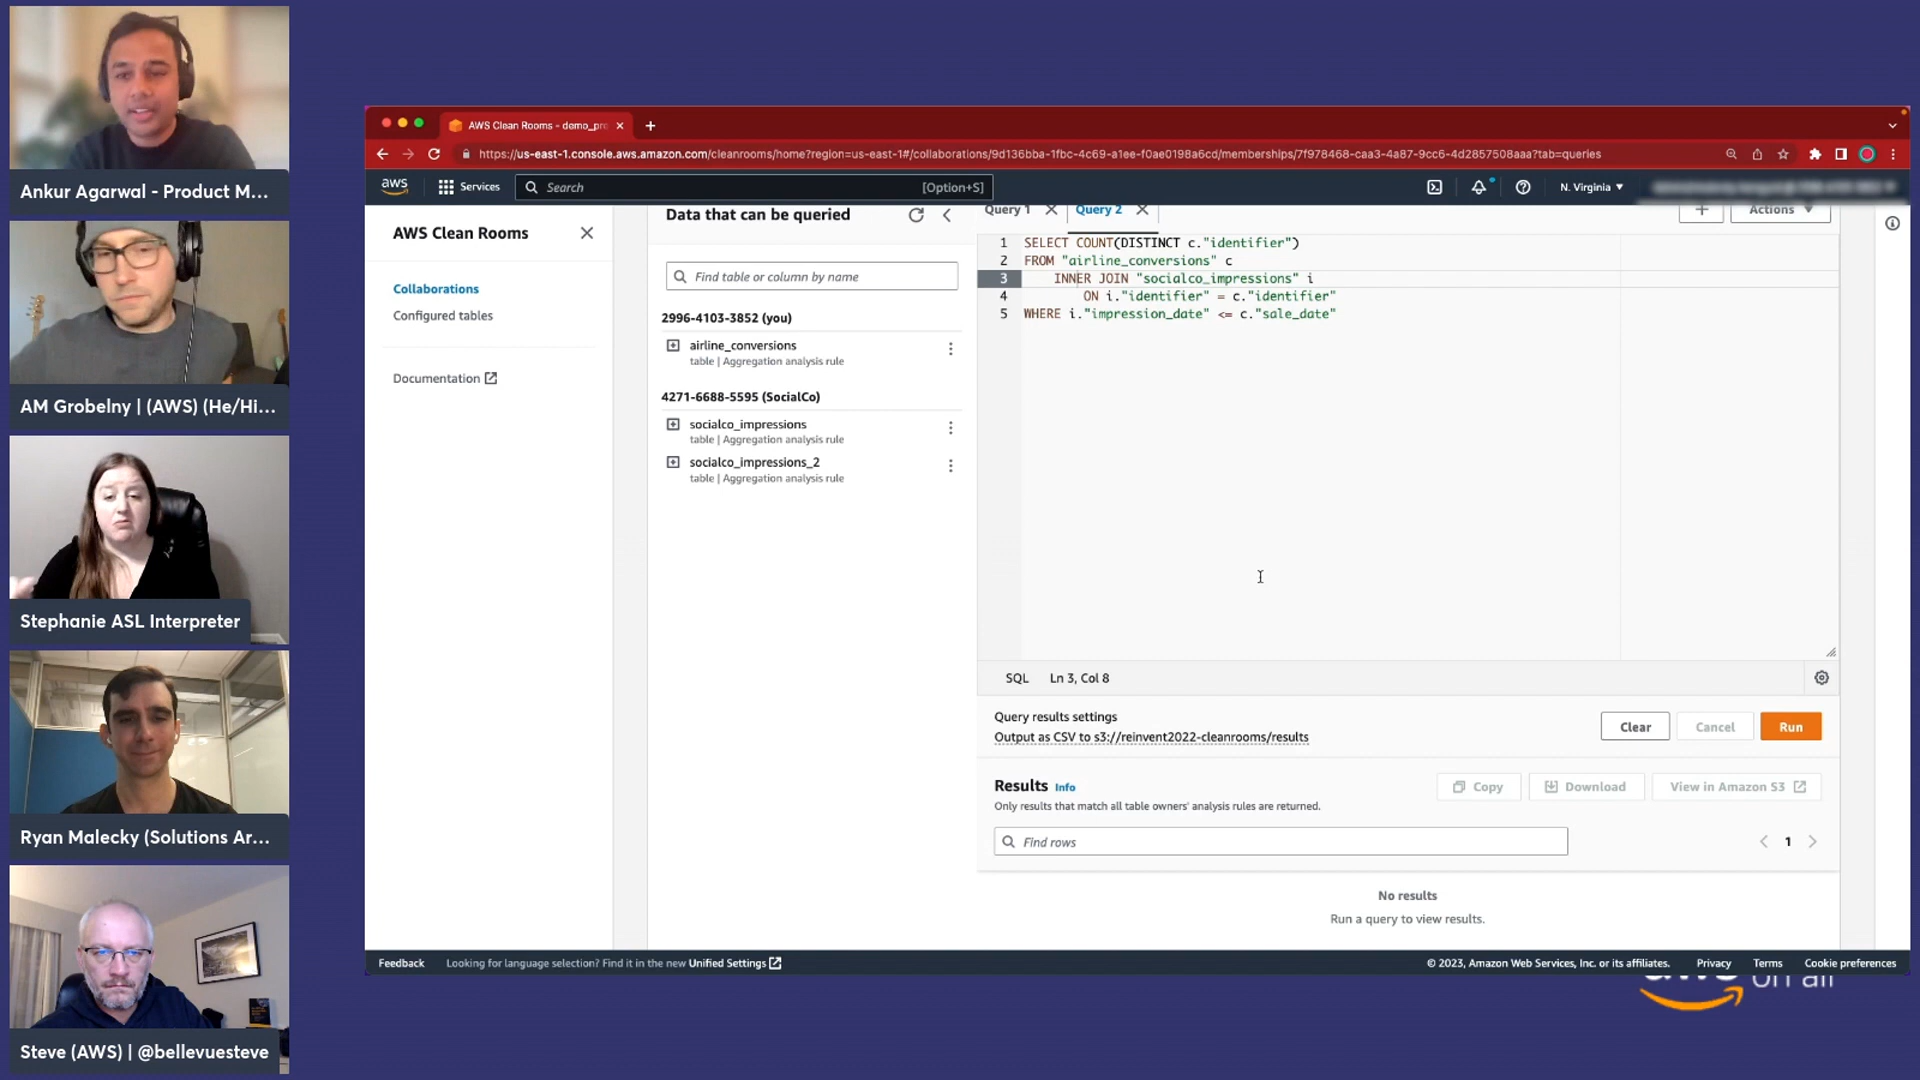 Ankur Agarwal - Product M...
AM Grobelny | (AWS) (He/Hi...
Stephanie ASL Interpreter
Ryan Malecky (Solutions Ar...
Steve (AWS) | @bellevuesteve
AWS Clean Rooms - demo_pro
https://us-east-1.console.aws.amazon.com/cleanrooms/home?region=us-east-1#/collaborations/9d136bba-1fbc-4c69-a1ee-f0ae0198a6cd/memberships/7f978468-caa3-4a87-9cc6-4d2857508aaa?tab=queries
aws
Services
Search
[Option+S]
N. Virginia
AWS Clean Rooms
Collaborations
Configured tables
Documentation
Data that can be queried
Find table or column by name
2996-4103-3852 (you)
airline_conversions
table | Aggregation analysis rule
4271-6688-5595 (SocialCo)
socialco_impressions
table | Aggregation analysis rule
socialco_impressions_2
table | Aggregation analysis rule
Query 1
Query 2
Actions
1 SELECT COUNT(DISTINCT c."identifier")
2 FROM "airline_conversions" c
3 INNER JOIN "socialco_impressions" i
4 ON i."identifier" = c."identifier"
5 WHERE i."impression_date" <= c."sale_date"
SQL Ln 3, Col 8
Query results settings
Output as CSV to s3://reinvent2022-cleanrooms/results
Clear
Cancel
Run
Results Info
Only results that match all table owners' analysis rules are returned.
Copy
Download
View in Amazon S3
Find rows
1
No results
Run a query to view results.
Feedback
Looking for language selection? Find it in the new Unified Settings
© 2023, Amazon Web Services, Inc. or its affiliates.
Privacy
Terms
Cookie preferences
aws on air